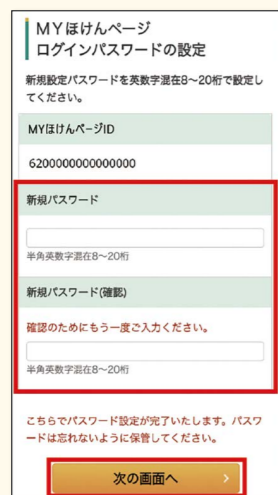 MYほけんページ
ログインパスワードの設定
新規設定パスワードを英数字混在8〜20桁で設定し
てください。
MYほけんページID
6200000000000000
新規パスワード
半角英数字混在8〜20桁
新規パスワード(確認)
確認のためにもう一度ご入力ください。
半角英数字混在8〜20桁
こちらでパスワード設定が完了いたします。パスワ
ードは忘れないように保管してください。
次の画面へ